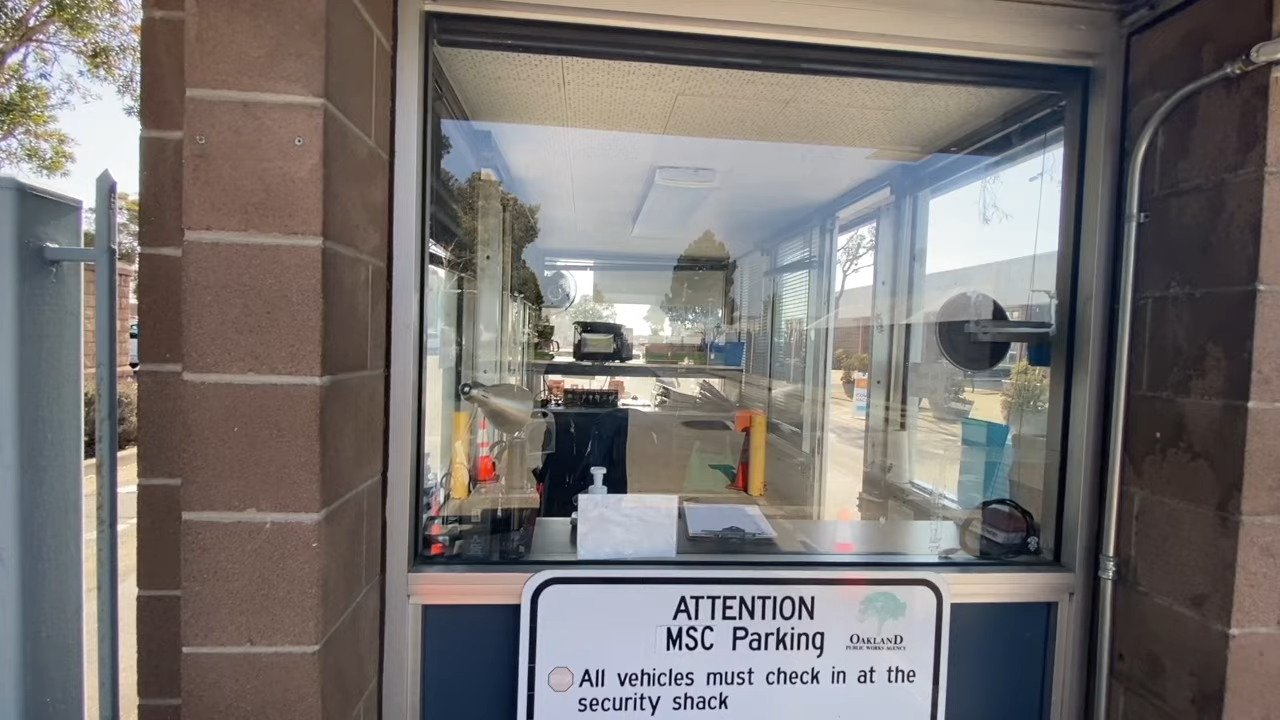 ATTENTION
MSC Parking
OAKLAND
PUBLIC WORKS AGENCY
All vehicles must check in at the
security shack